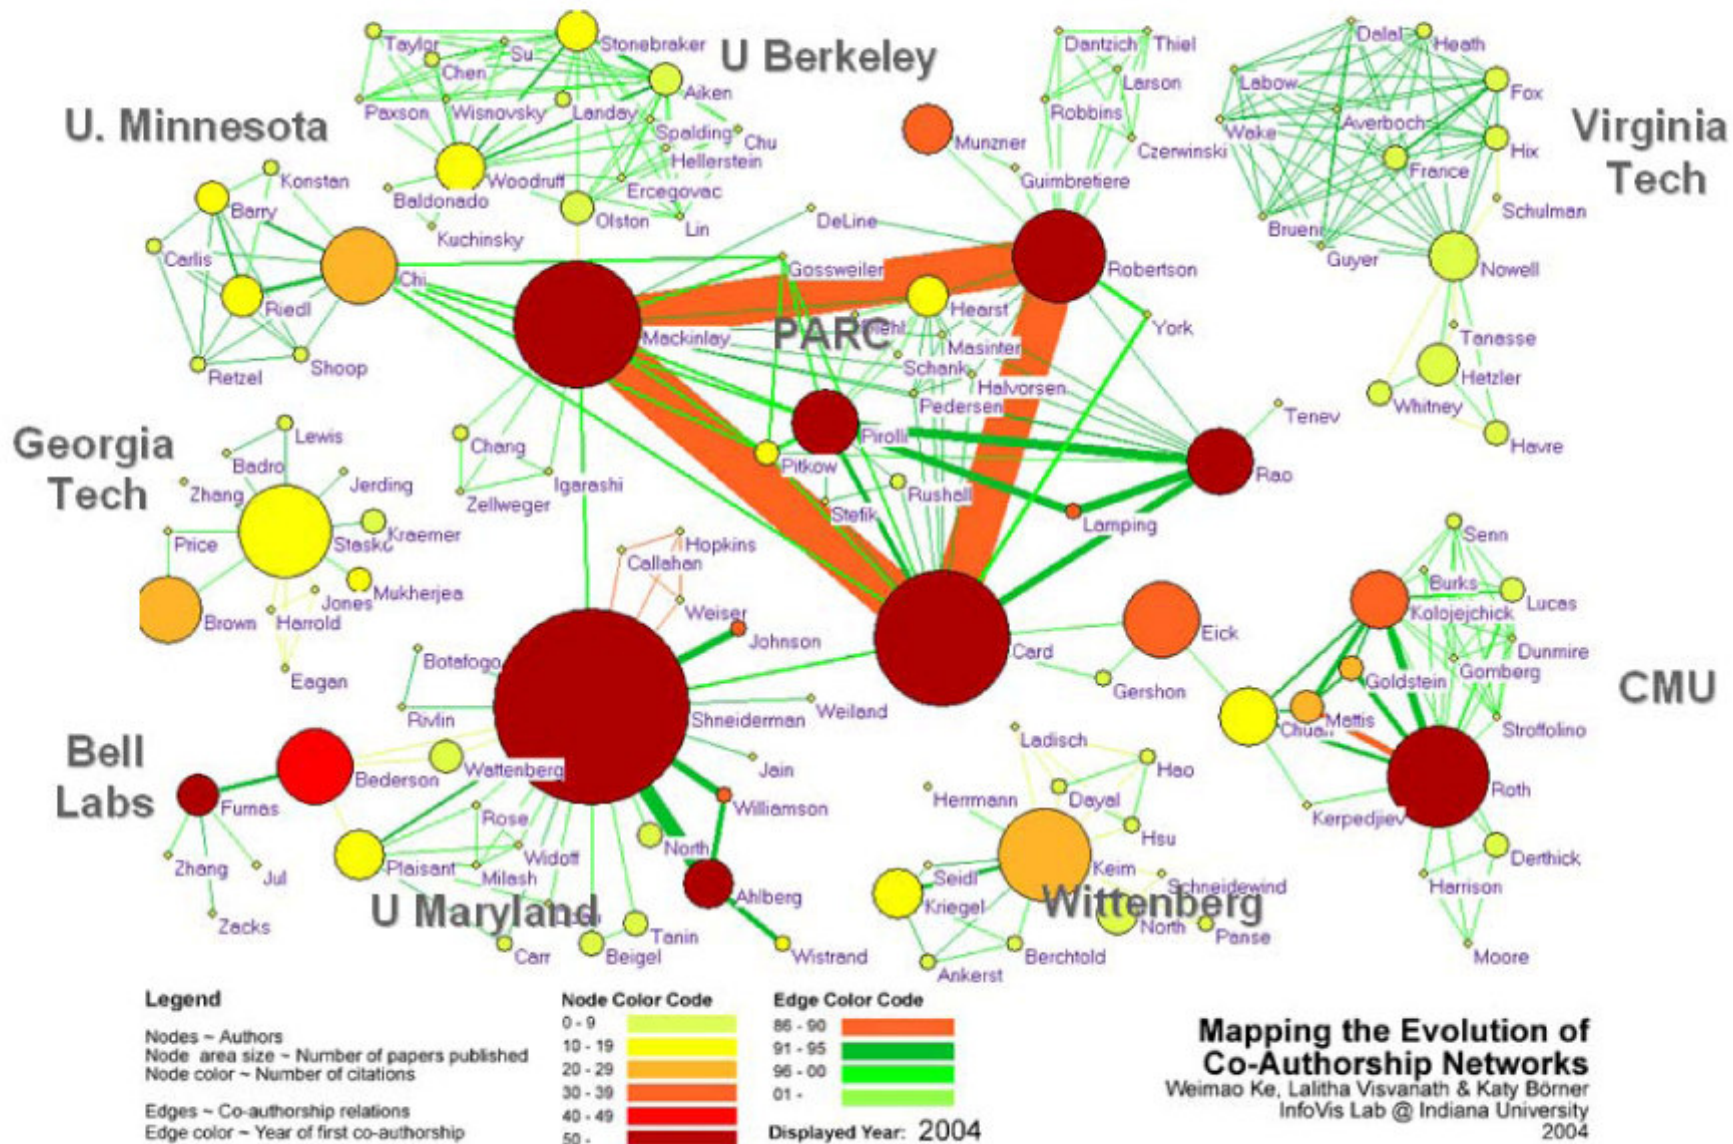 U Berkeley
U. Minnesota
Virginia
Tech
PARC
Georgia
Tech
CMU
Bell
Labs
U Maryland
Wittenberg
Taylor
Su
Stonebraker
Chen
Aiken
Paxson
Wisnovsky
Landay
Spalding
Chu
Hellerstein
Woodruff
Ercegovac
Baldonado
Olston
Lin
Kuchinsky
Dantzich
Thiel
Larson
Robbins
Czerwinski
Munzner
Guimbretiere
Dalal
Heath
Labow
Fox
Averboch
Wake
Hix
France
Schulman
Brueni
Guyer
Nowell
Tanasse
Hetzler
Whitney
Havre
Konstan
Barry
Carlis
Chi
Riedl
Retzel
Shoop
DeLine
Gossweiler
Robertson
Hearst
York
Mackinlay
Masinter
Schank
Halvorsen
Pedersen
Tenev
Pirolli
Pitkow
Rao
Rushall
Stefik
Lamping
Chang
Igarashi
Zellweger
Lewis
Badro
Zhang
Jerding
Kraemer
Stasko
Price
Mukherjea
Jones
Brown
Harrold
Eagan
Hopkins
Callahan
Weiser
Johnson
Card
Eick
Gershon
Botafogo
Rivlin
Shneiderman
Weiland
Jain
Wattenberg
Bederson
Furnas
Williamson
Rose
North
Widoff
Plaisant
Milash
Ahlberg
Zhang
Jul
Zacks
Tanin
Carr
Beigel
Wistrand
Senn
Burks
Lucas
Kolojejchick
Dunmire
Gomberg
Goldstein
Mattis
Chuah
Stroffolino
Roth
Kerpedjiev
Derthick
Harrison
Moore
Ladisch
Hao
Herrmann
Dayal
Hsu
Keim
Seidl
Schneidewind
Kriegel
North
Panse
Berchtold
Ankerst
Legend
Nodes ~ Authors
Node area size ~ Number of papers published
Node color ~ Number of citations
Edges ~ Co-authorship relations
Edge color ~ Year of first co-authorship
Node Color Code
0 - 9
10 - 19
20 - 29
30 - 39
40 - 49
50 -
Edge Color Code
86 - 90
91 - 95
96 - 00
01 -
Displayed Year: 2004
Mapping the Evolution of
Co-Authorship Networks
Weimao Ke, Lalitha Visvanath & Katy Börner
InfoVis Lab @ Indiana University
2004